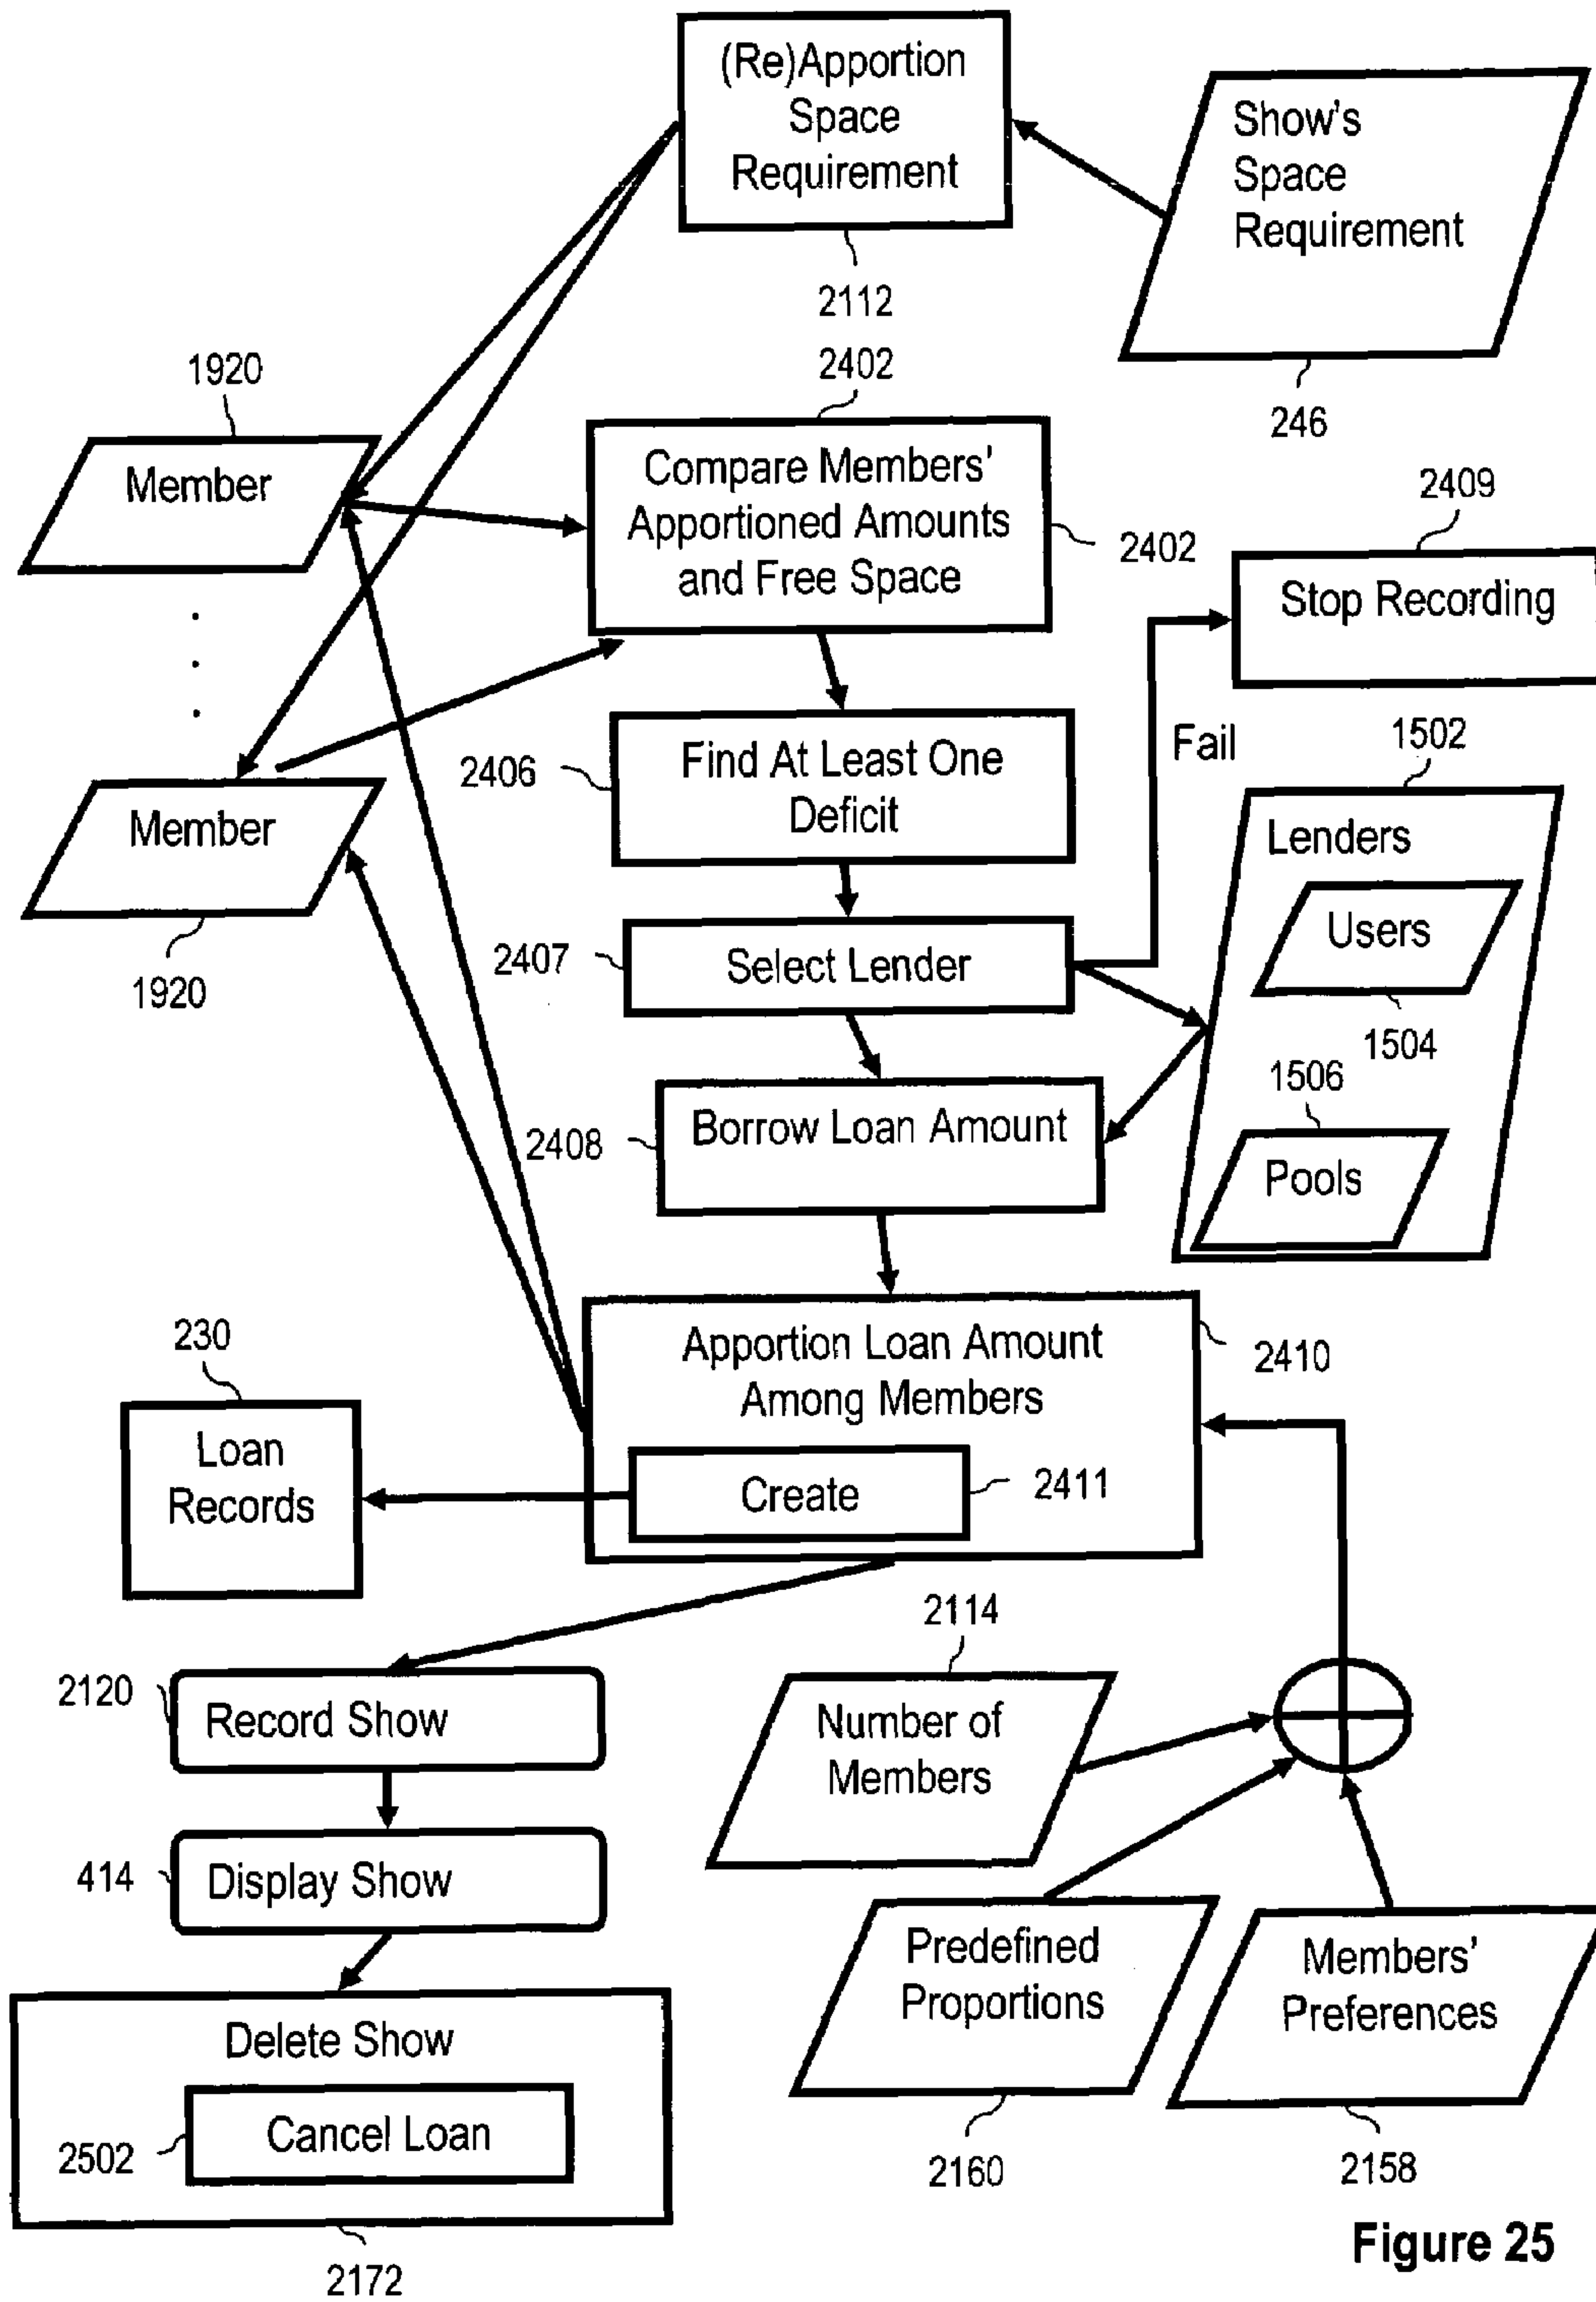 (Re)Apportion
Space
Requirement
2112
Show's
Space
Requirement
246
2402
1920
Member
Compare Members'
Apportioned Amounts
and Free Space
2402
2409
Stop Recording
.
.
.
Member
1920
2406
Find At Least One
Deficit
Fail
2407
Select Lender
1502
Lenders
Users
1504
1506
Pools
2408
Borrow Loan Amount
Apportion Loan Amount
Among Members
2410
Create
2411
230
Loan
Records
2120
Record Show
414
Display Show
Delete Show
2502
Cancel Loan
2172
2114
Number of
Members
Predefined
Proportions
2160
Members'
Preferences
2158
Figure 25